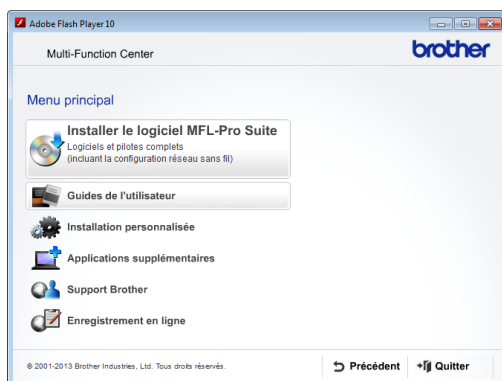 Adobe Flash Player 10
Multi-Function Center
brother
Menu principal
Installer le logiciel MFL-Pro Suite
Logiciels et pilotes complets
(incluant la configuration réseau sans fil)
Guides de l'utilisateur
Installation personnalisée
Applications supplémentaires
Support Brother
Enregistrement en ligne
© 2001-2013 Brother Industries, Ltd. Tous droits réservés.
Précédent
Quitter